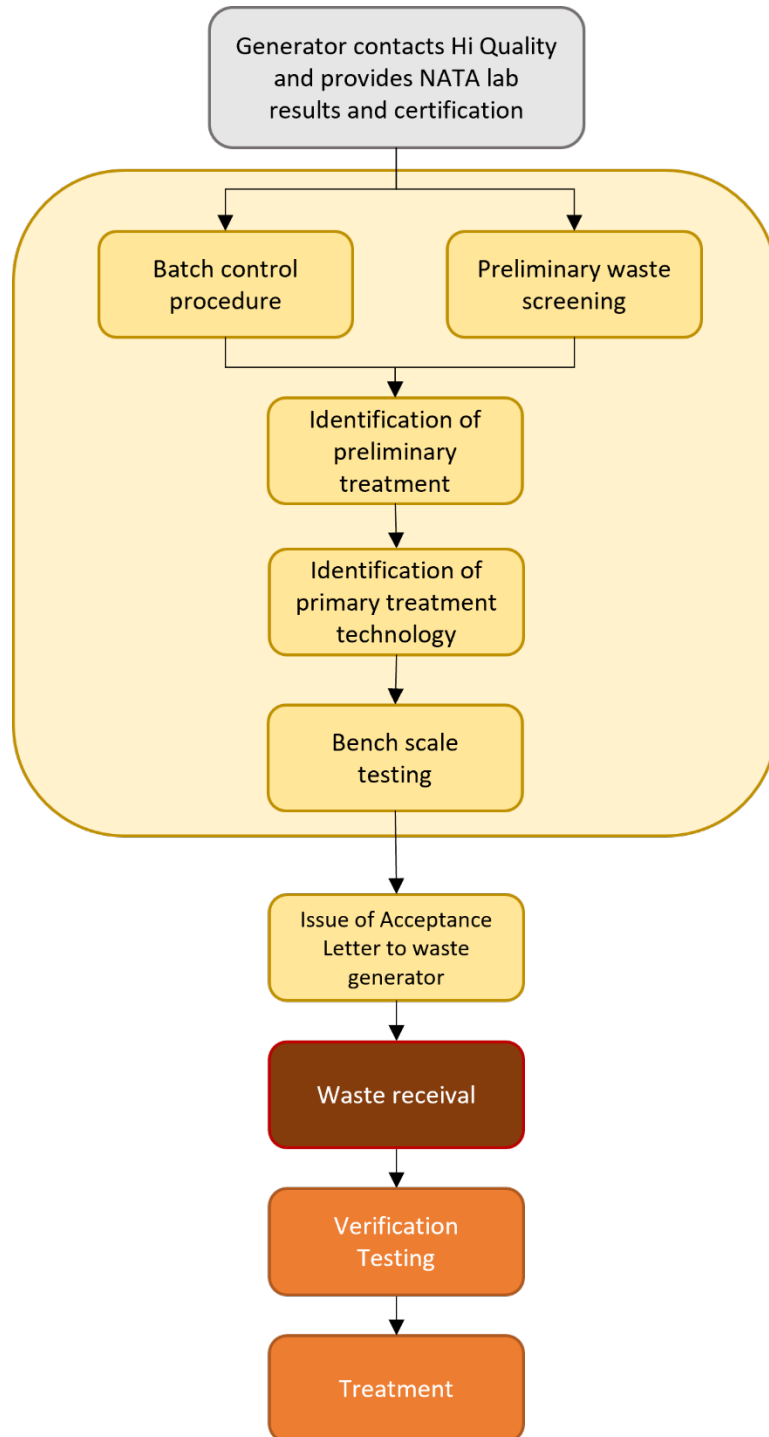 Generator contacts Hi Quality
and provides NATA lab
results and certification
Batch control
procedure
Preliminary waste
screening
Identification of
preliminary
treatment
Identification of
primary treatment
technology
Bench scale
testing
Issue of Acceptance
Letter to waste
generator
Waste receival
Verification
Testing
Treatment